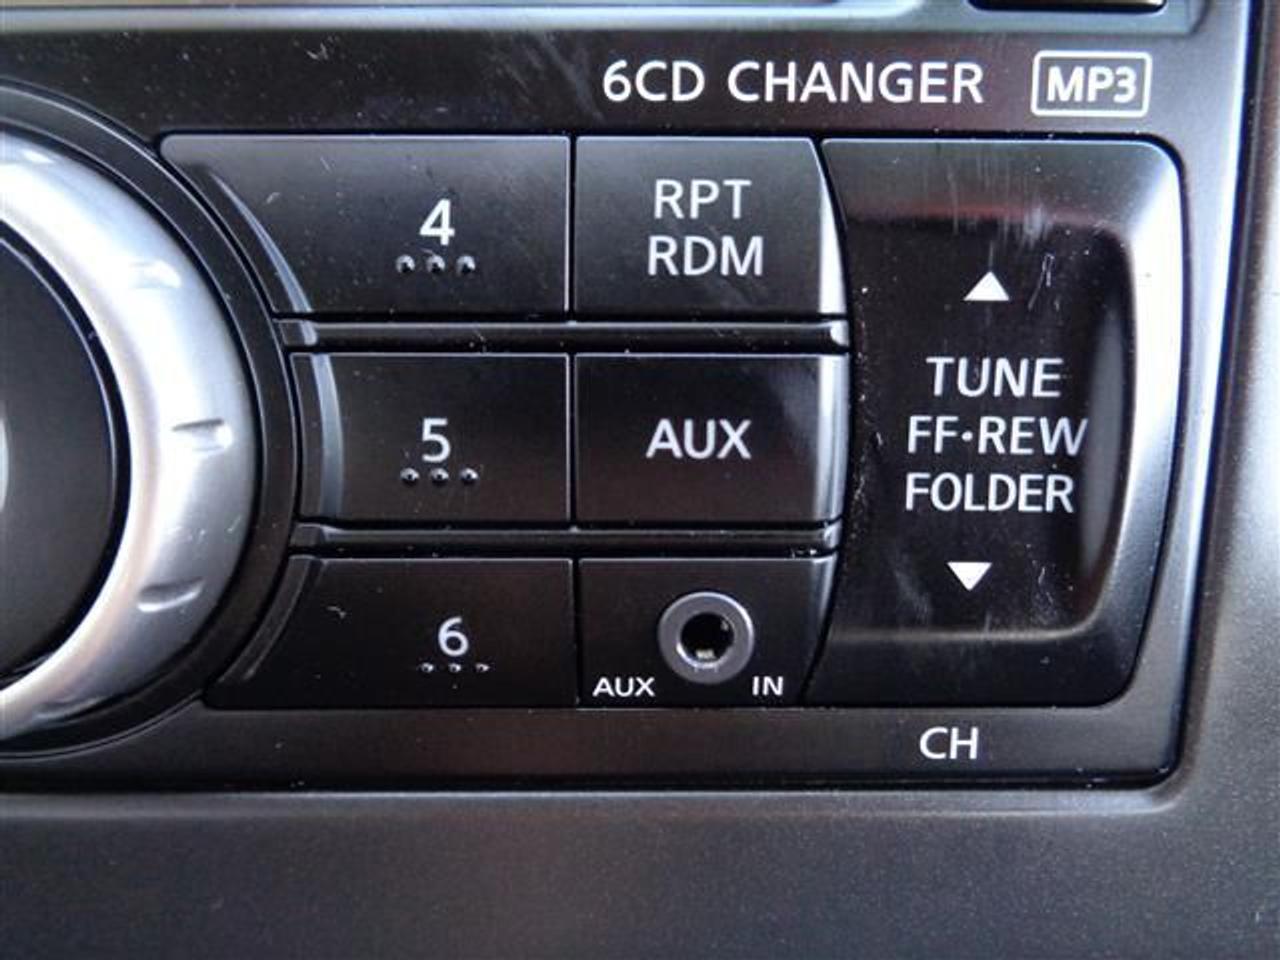 6CD CHANGER MP3
4
RPT
RDM
TUNE
FF·REW
FOLDER
5
AUX
6
AUX IN
CH